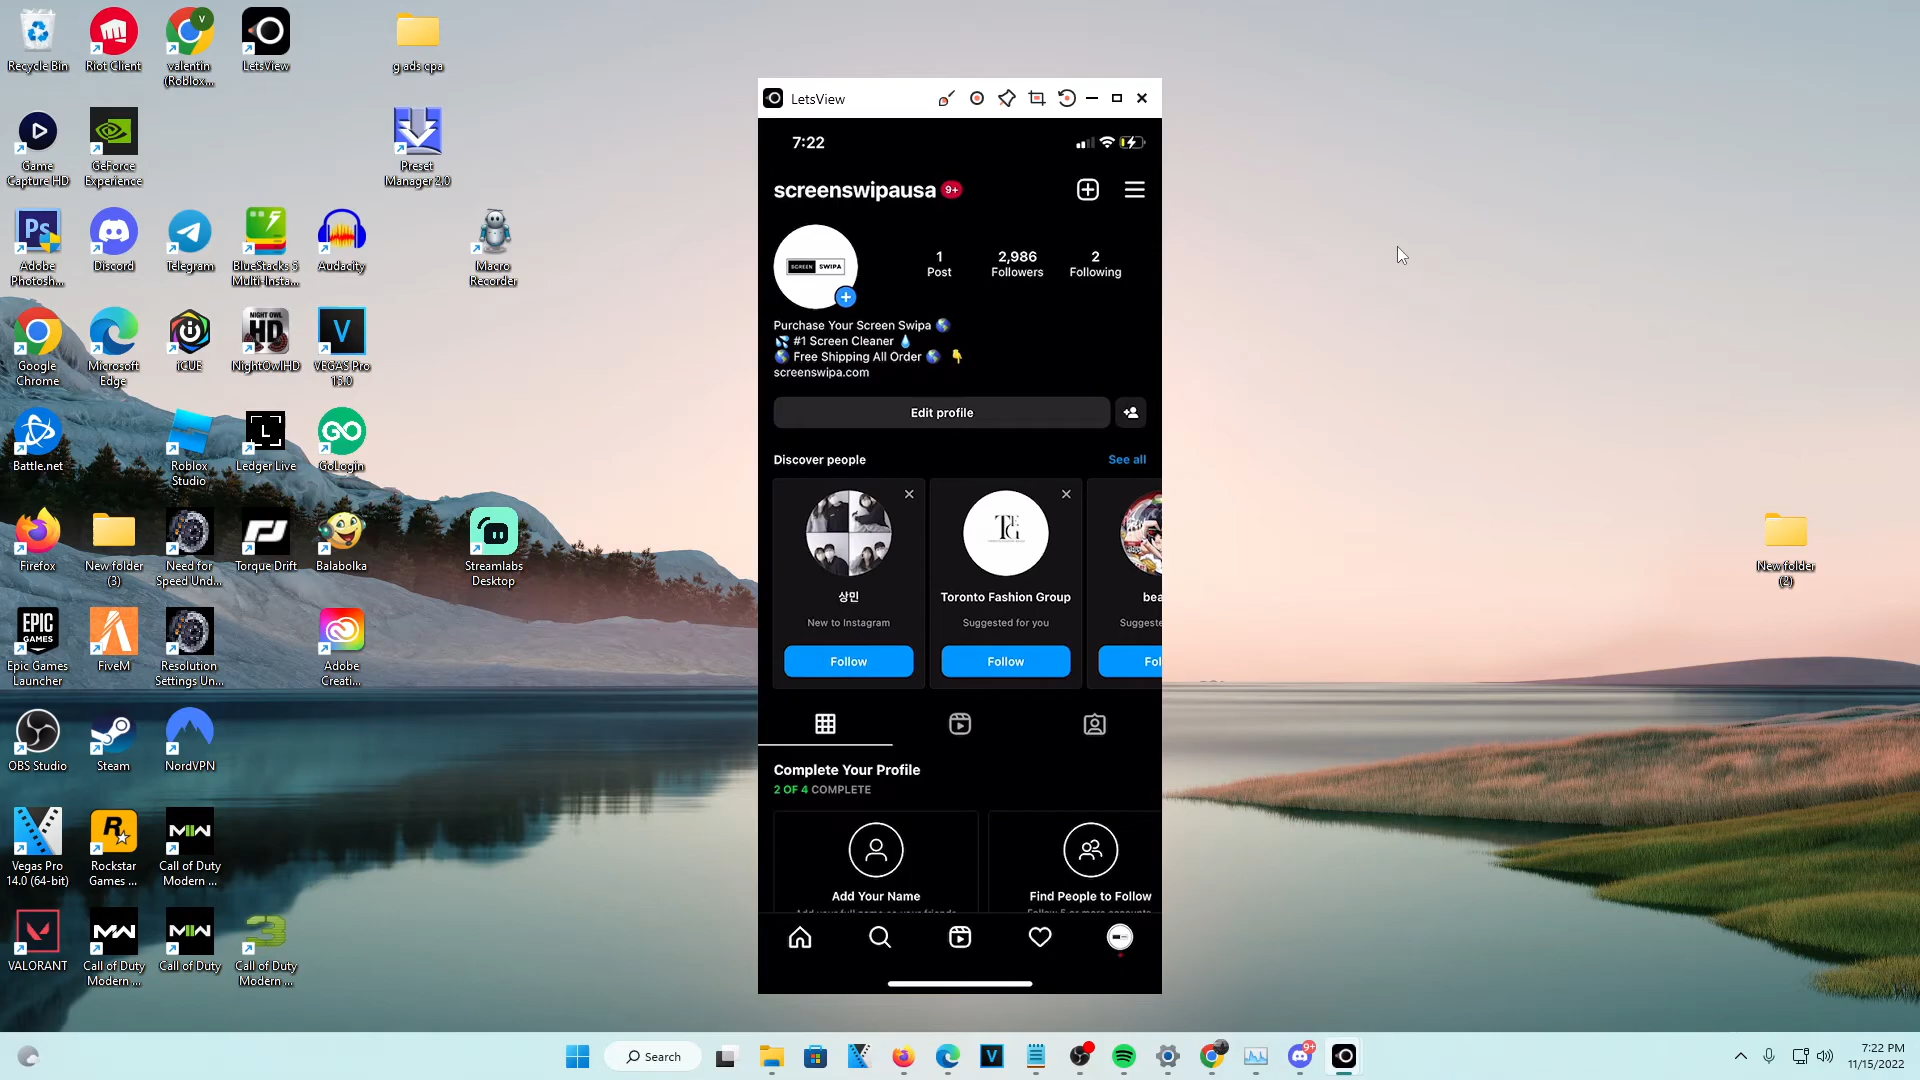 Recycle Bin
Riot Client
valentin
(Roblox...
LetsView
g ads cpa
Game
Capture HD
GeForce
Experience
Preset
Manager 2.0
Adobe
Photosh...
Discord
Telegram
BlueStacks 5
Multi-Insta...
Audacity
Macro
Recorder
Google
Chrome
Microsoft
Edge
iCUE
NIGHT OWL
HD
NightOwlHD
VEGAS Pro
15.0
Battle.net
Roblox
Studio
Ledger Live
GoLogin
Firefox
New folder
(3)
Need for
Speed Und...
Torque Drift
Balabolka
Streamlabs
Desktop
Epic Games
Launcher
FiveM
Resolution
Settings Un...
Adobe
Creati...
OBS Studio
Steam
NordVPN
Vegas Pro
14.0 (64-bit)
Rockstar
Games ...
Call of Duty
Modern ...
VALORANT
Call of Duty
Modern ...
Call of Duty
Call of Duty
Modern ...
New folder
(2)
LetsView
7:22
screenswipausa 9+
SCREEN SWIPA
1
Post
2,986
Followers
2
Following
Purchase Your Screen Swipa 🌎
💦 #1 Screen Cleaner 💧
🌎 Free Shipping All Order 🌎 👇
screenswipa.com
Edit profile
Discover people
See all
상민
New to Instagram
Follow
Toronto Fashion Group
Suggested for you
Follow
bea
Suggeste
Fol
Complete Your Profile
2 OF 4 COMPLETE
Add Your Name
Find People to Follow
Search
9+
7:22 PM
11/15/2022